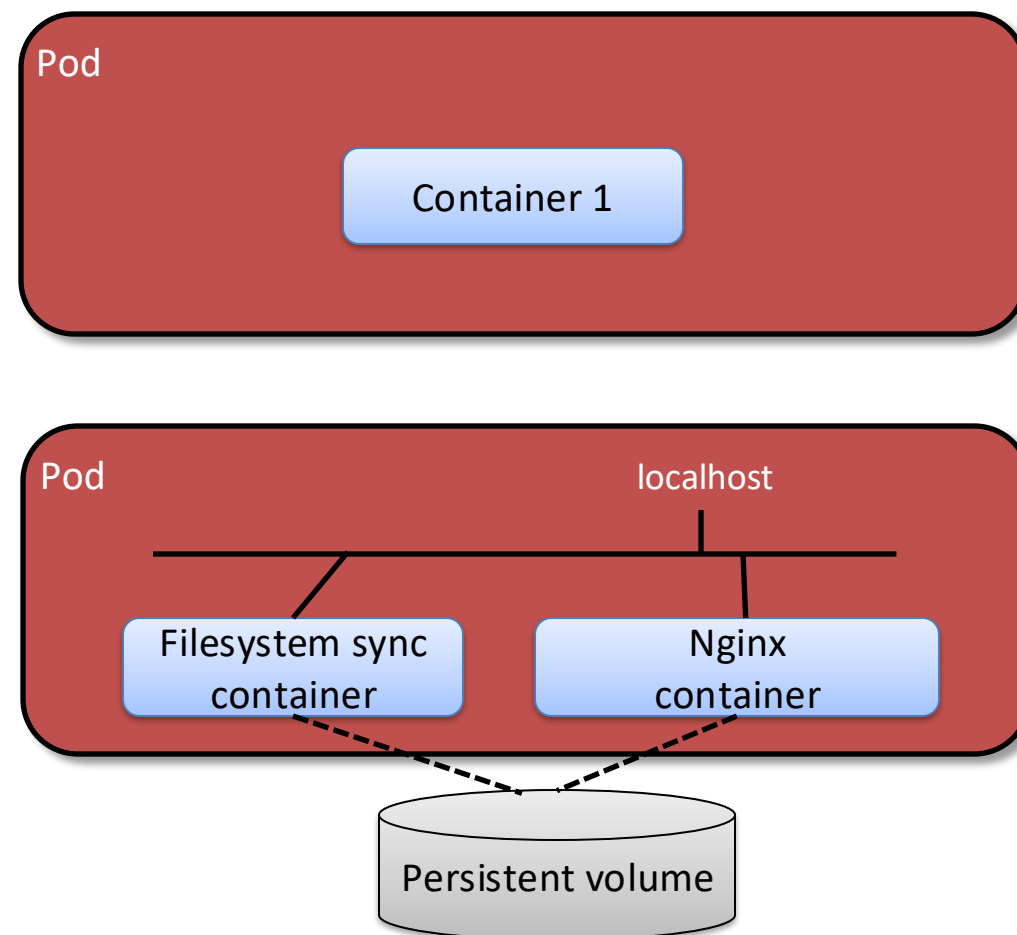 Pod
Container 1
Pod
localhost
Filesystem sync
container
Nginx
container
Persistent volume